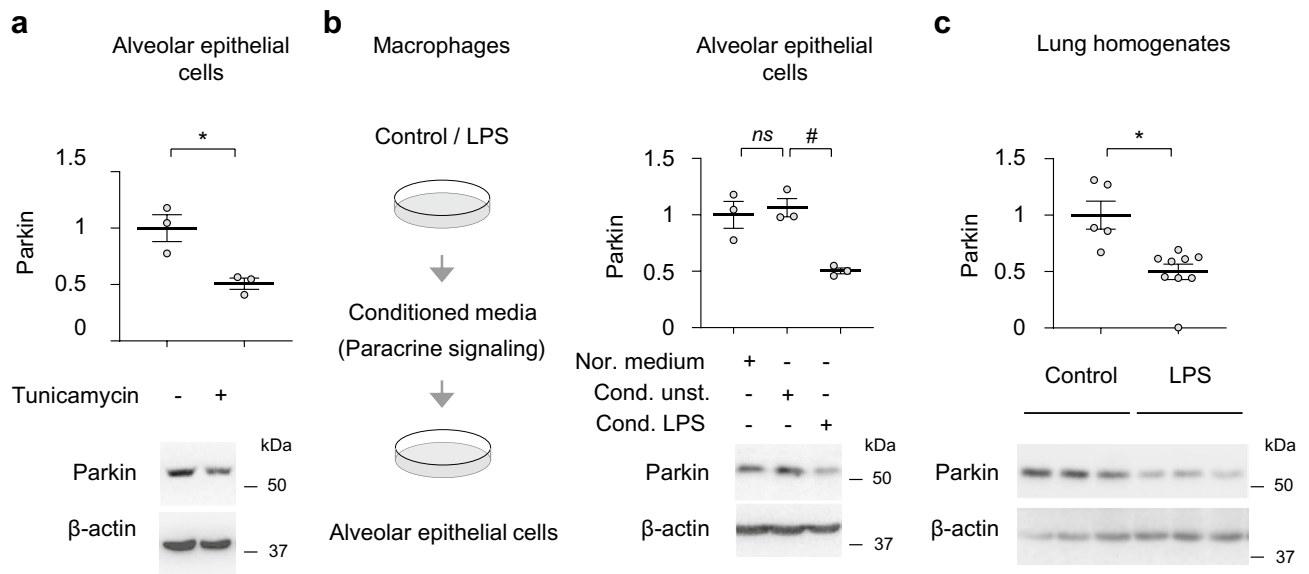 a
Alveolar epithelial
cells
*
1.5
1
0.5
0
Parkin
Tunicamycin - +
kDa
Parkin
— 50
β-actin
— 37
b
Macrophages
Control / LPS
Conditioned media
(Paracrine signaling)
Alveolar epithelial cells
Alveolar epithelial
cells
ns #
1.5
1
0.5
0
Parkin
Nor. medium + - -
Cond. unst. - + -
Cond. LPS - - +
kDa
Parkin
— 50
β-actin
— 37
c
Lung homogenates
*
1.5
1
0.5
0
Parkin
Control LPS
kDa
Parkin
— 50
β-actin
— 37